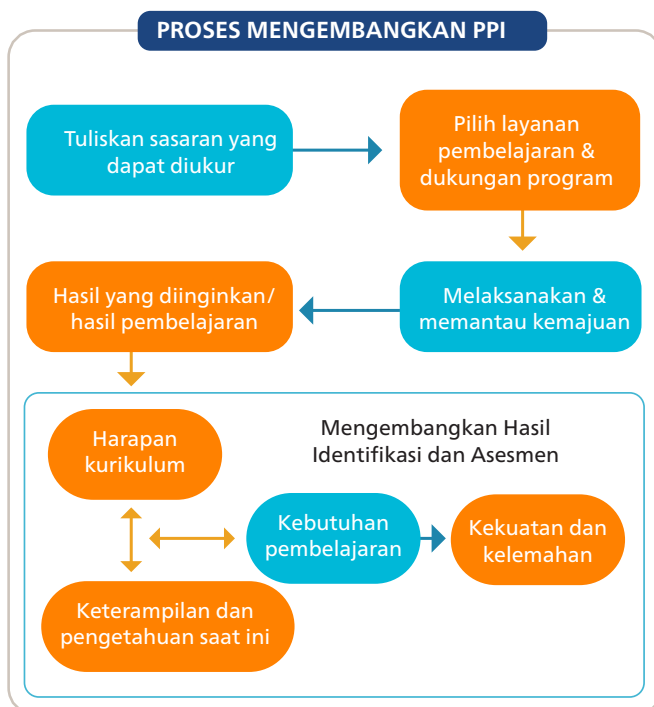 PROSES MENGEMBANGKAN PPI
Tuliskan sasaran yang
dapat diukur
Pilih layanan
pembelajaran &
dukungan program
Hasil yang diinginkan/
hasil pembelajaran
Melaksanakan &
memantau kemajuan
Harapan
kurikulum
Mengembangkan Hasil
Identifikasi dan Asesmen
Kebutuhan
pembelajaran
Kekuatan dan
kelemahan
Keterampilan dan
pengetahuan saat ini